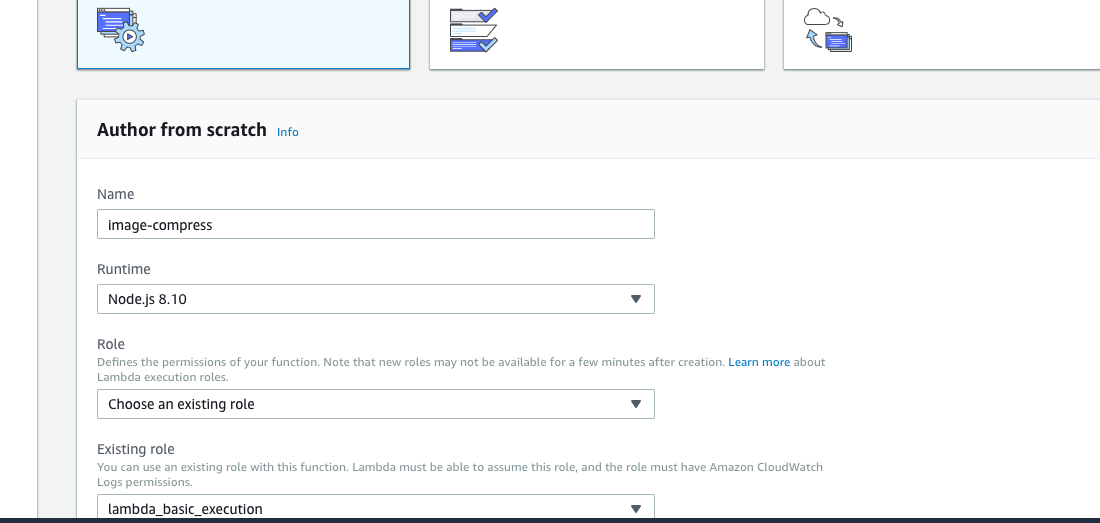 Author from scratch Info
Name
image-compress
Runtime
Node.js 8.10
Role
Defines the permissions of your function. Note that new roles may not be available for a few minutes after creation. Learn more about
Lambda execution roles.
Choose an existing role
Existing role
You can use an existing role with this function. Lambda must be able to assume this role, and the role must have Amazon CloudWatch
Logs permissions.
lambda_basic_execution